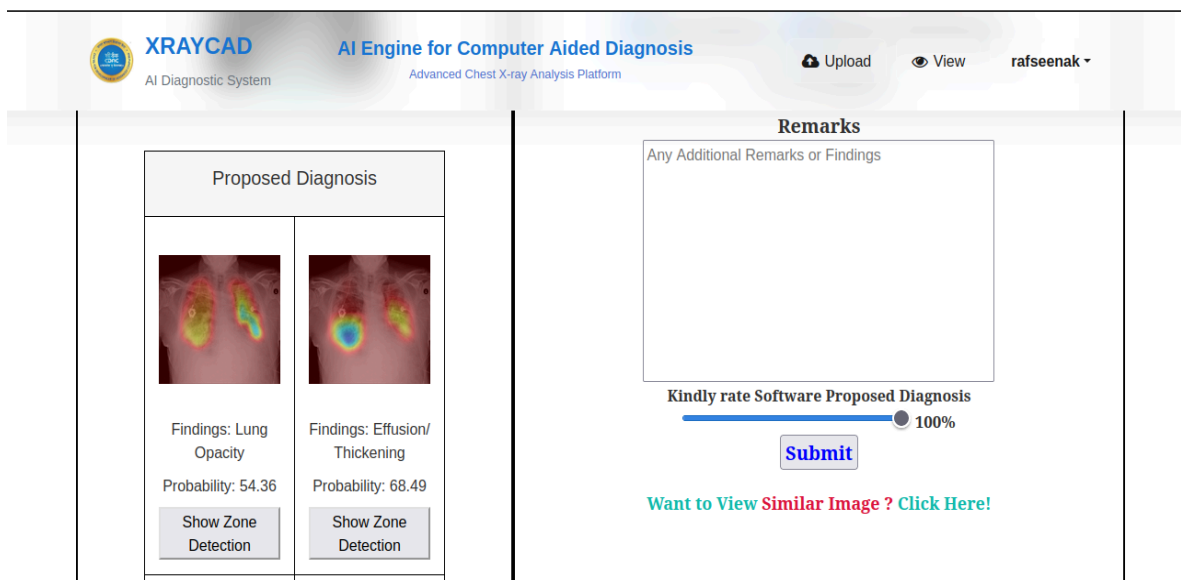 XRAYCAD
AI Diagnostic System
AI Engine for Computer Aided Diagnosis
Advanced Chest X-ray Analysis Platform
Upload
View
rafseenak
Proposed Diagnosis
Findings: Lung
Opacity
Probability: 54.36
Show Zone
Detection
Findings: Effusion/
Thickening
Probability: 68.49
Show Zone
Detection
Remarks
Any Additional Remarks or Findings
Kindly rate Software Proposed Diagnosis
100%
Submit
Want to View Similar Image ? Click Here!